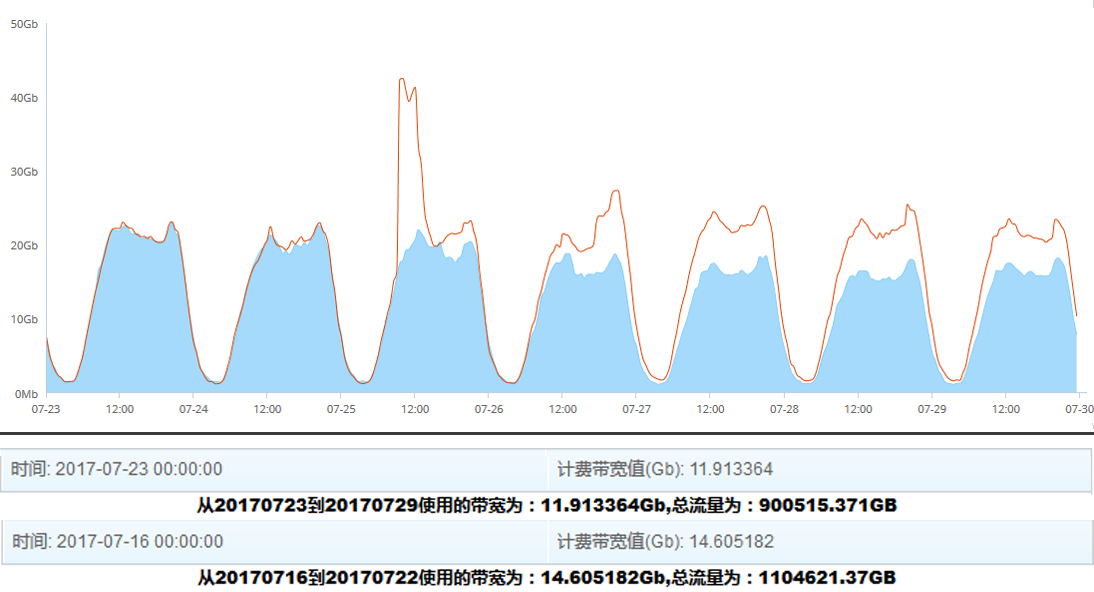 50Gb
40Gb
30Gb
20Gb
10Gb
0Mb
07-23 12:00 07-24 12:00 07-25 12:00 07-26 12:00 07-27 12:00 07-28 12:00 07-29 12:00 07-30
时间: 2017-07-23 00:00:00 计费带宽值(Gb): 11.913364
从20170723到20170729使用的带宽为：11.913364Gb,总流量为：900515.371GB
时间: 2017-07-16 00:00:00 计费带宽值(Gb): 14.605182
从20170716到20170722使用的带宽为：14.605182Gb,总流量为：1104621.37GB